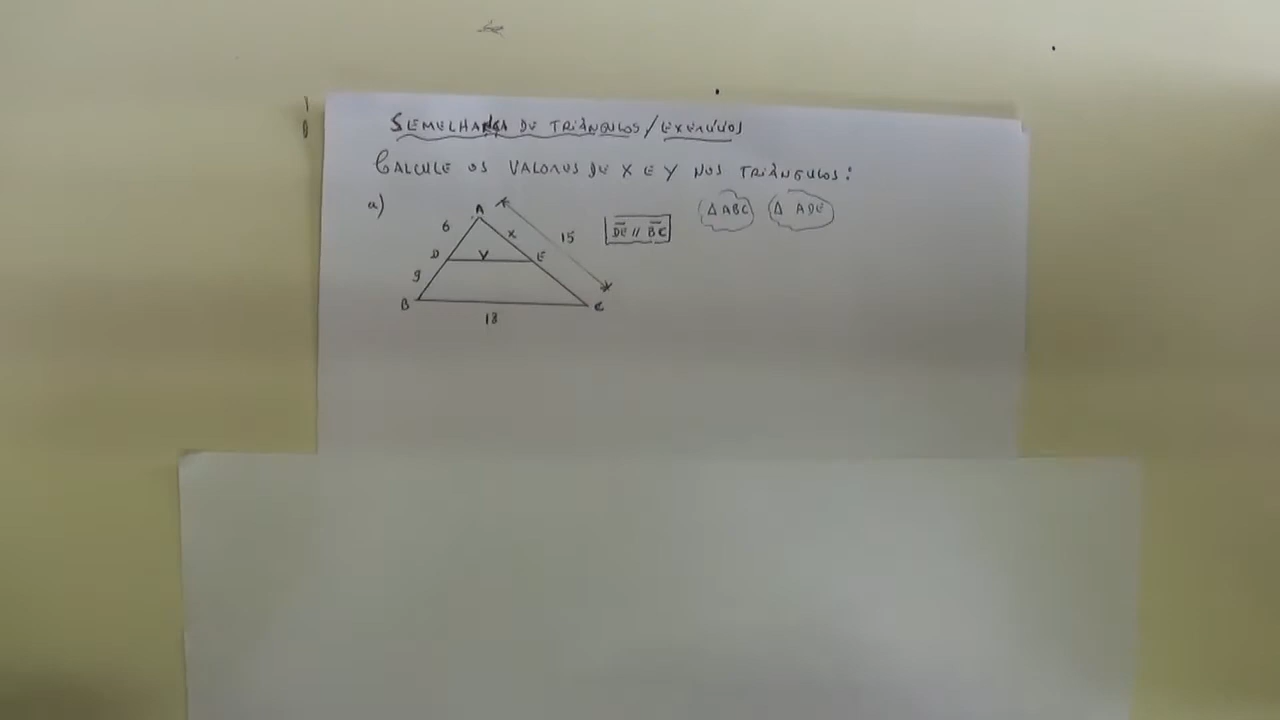 SEMELHANÇA DE TRIÂNGULOS / EXERCÍCIOS
CALCULE OS VALORES DE X E Y NOS TRIÂNGULOS:
a)
A
6
X
15
DE // BC
Δ ABC
Δ ADE
D
Y
E
9
B
C
18